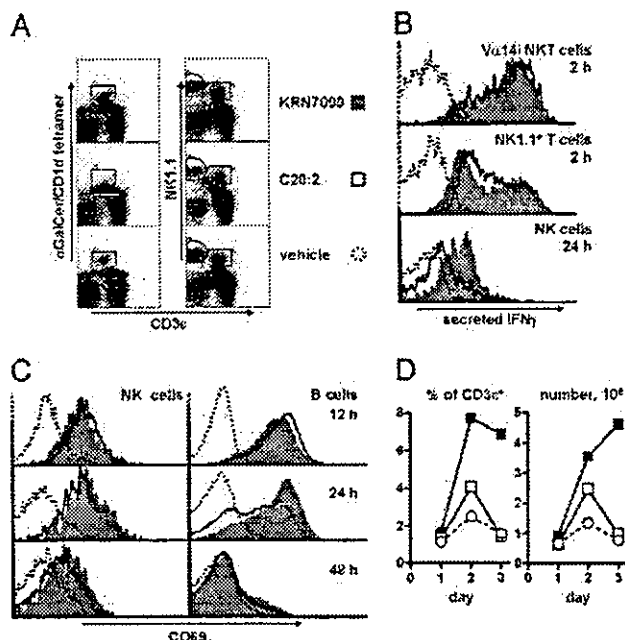 A
αGalCer/CD1d tetramer
NK1.1
KRN7000
C20:2
vehicle
CD3ε
B
Vα14i NKT cells
2 h
NK1.1+ T cells
2 h
NK cells
24 h
secreted IFNγ
C
NK cells
B cells
12 h
24 h
48 h
CD69
D
% of CD3ε+
number, 10⁶
8
6
4
2
0
5
4
3
2
1
0
0 1 2 3
0 1 2 3
day
day